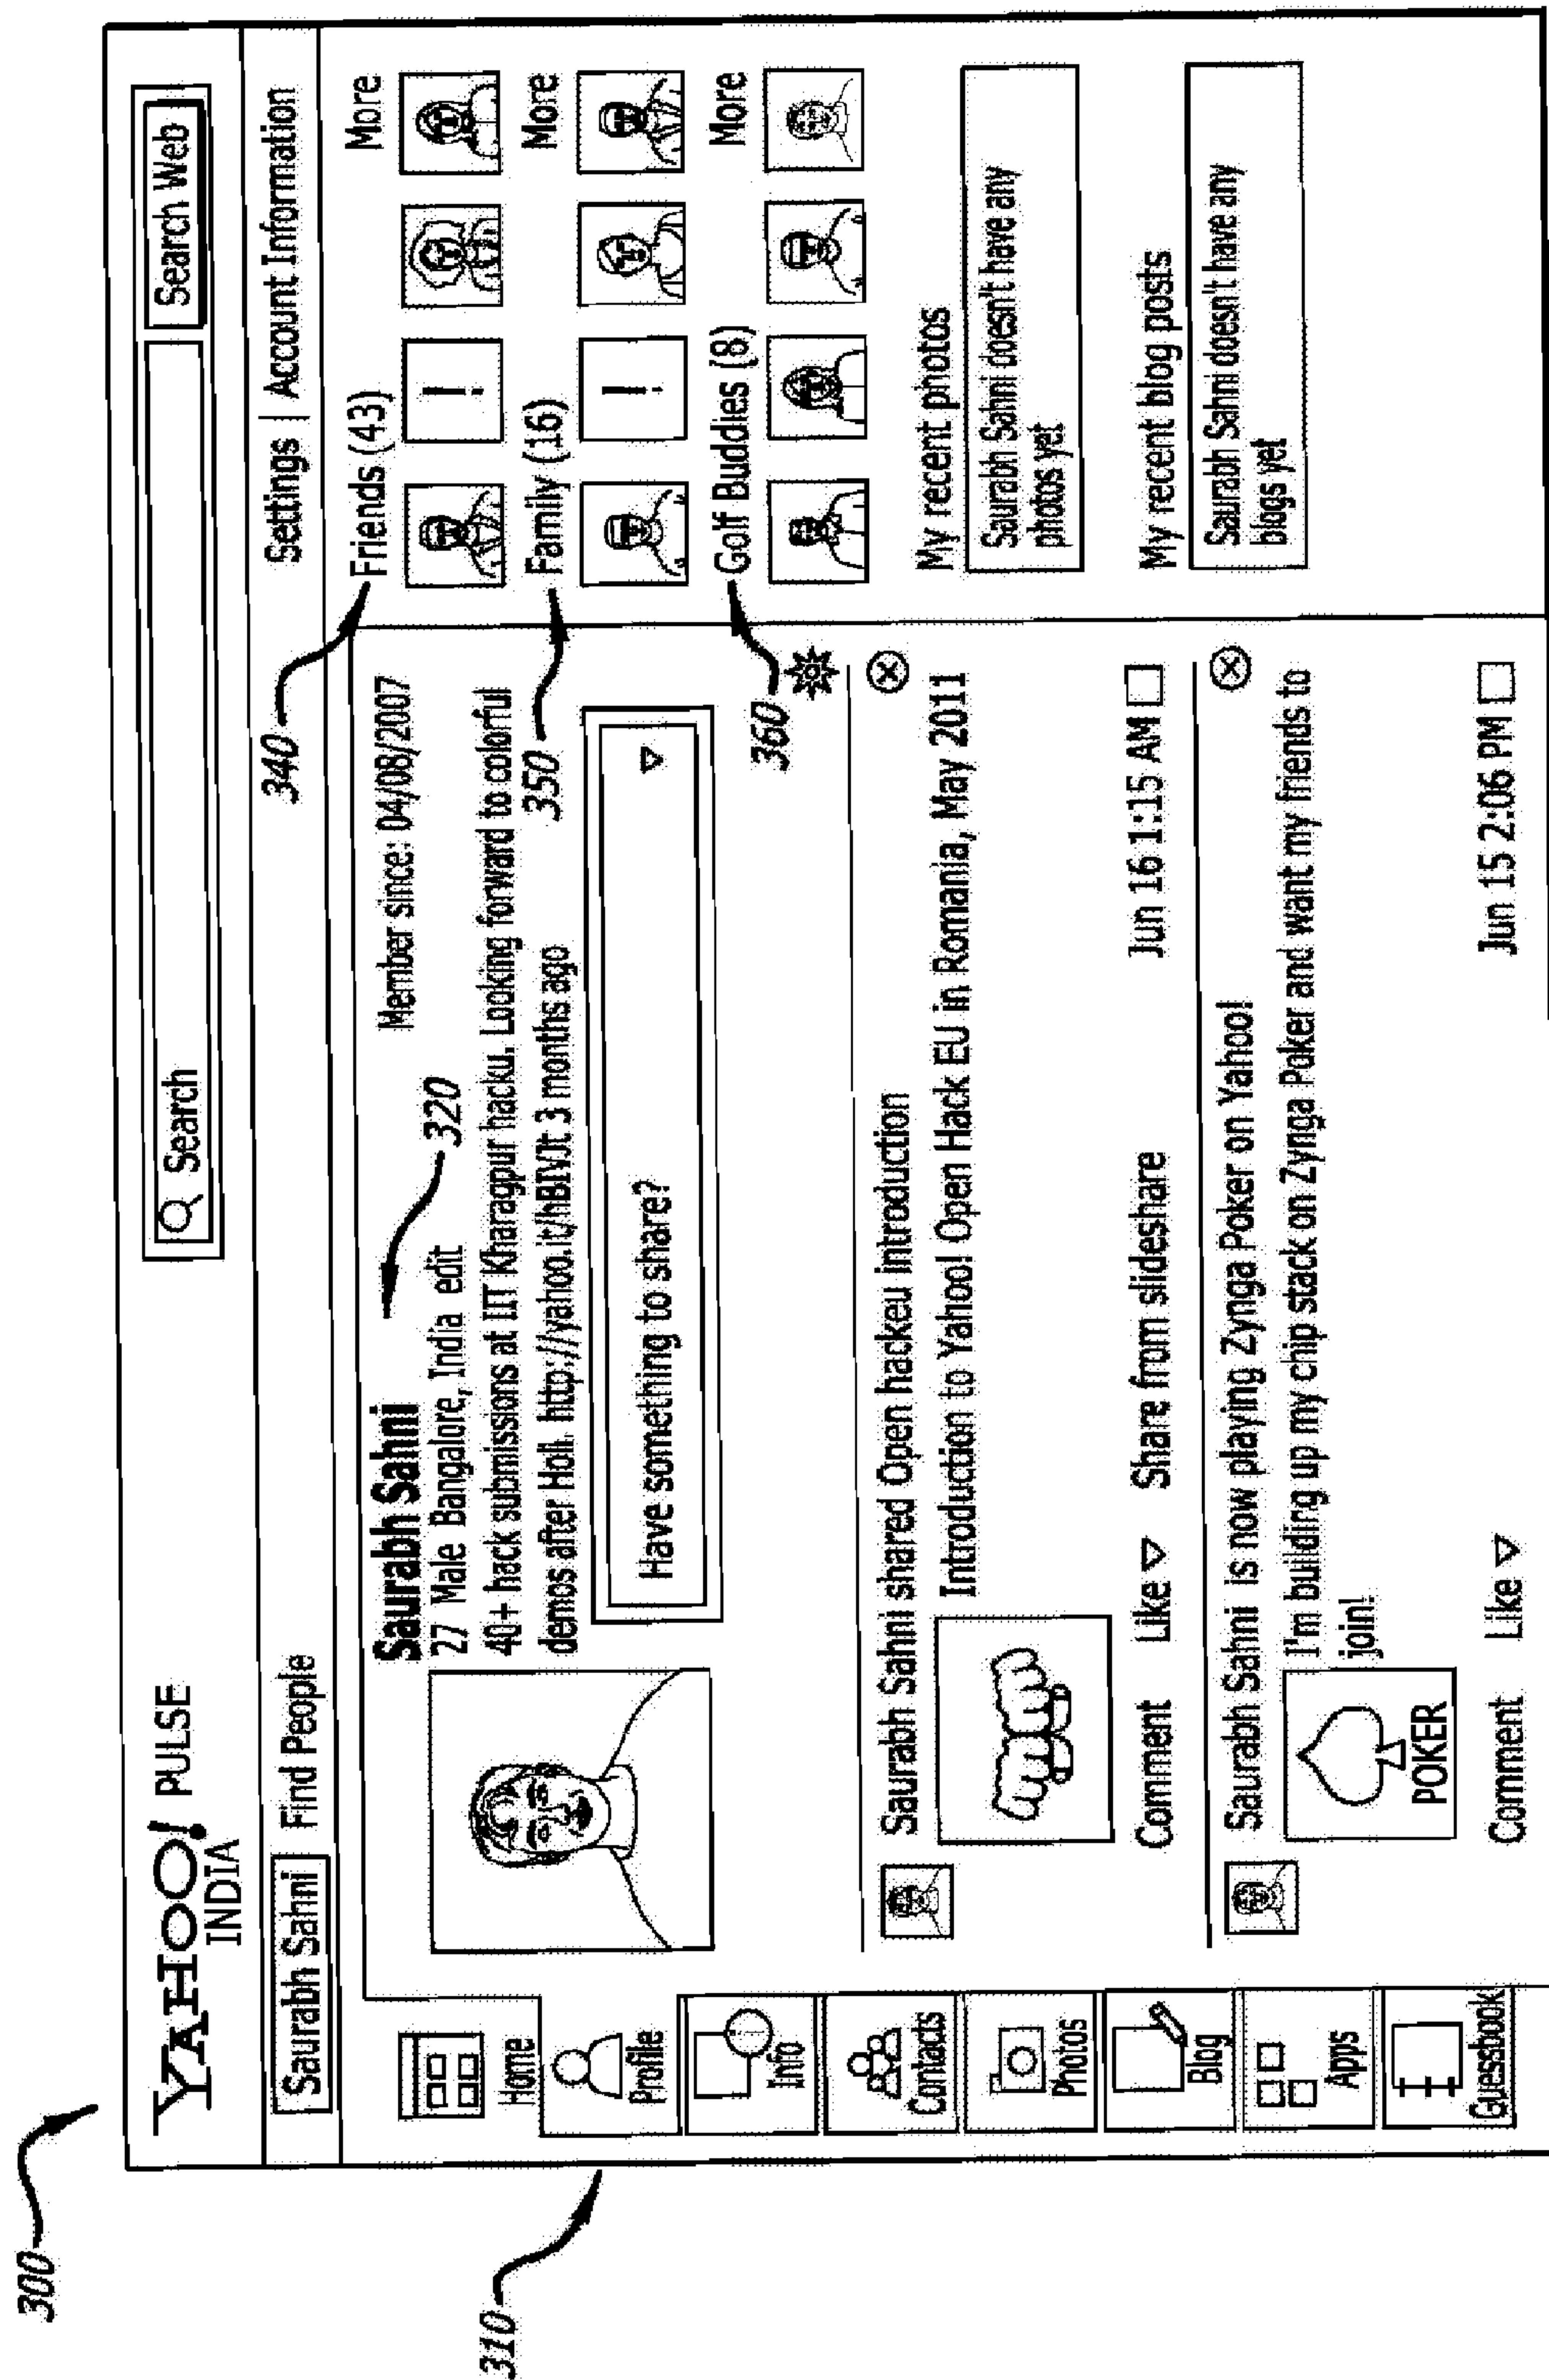 300
YAHOO! PULSE
INDIA
Search
Search Web
Saurabh Sahni
Find People
Settings | Account Information
310
Home
Profile
Info
Contacts
Photos
Blog
Apps
Guessbook
Saurabh Sahni
320
Member since: 04/08/2007
27 Male Bangalore, India edit
40+ hack submissions at IIT Kharagpur hacku. Looking forward to colorful
demos after Holi. http://yahoo.it/hBIVJt 3 months ago
Have something to share?
Saurabh Sahni shared Open hackeu introduction
Introduction to Yahoo! Open Hack EU in Romania, May 2011
Comment Like Share from slideshare
Jun 16 1:15 AM
Saurabh Sahni is now playing Zynga Poker on Yahoo!
I'm building up my chip stack on Zynga Poker and want my friends to
join!
POKER
Comment Like
Jun 15 2:06 PM
340
Friends (43)
More
350
Family (16)
More
360
Golf Buddies (8)
More
My recent photos
Saurabh Sahni doesn't have any
photos yet
My recent blog posts
Saurabh Sahni doesn't have any
blogs yet